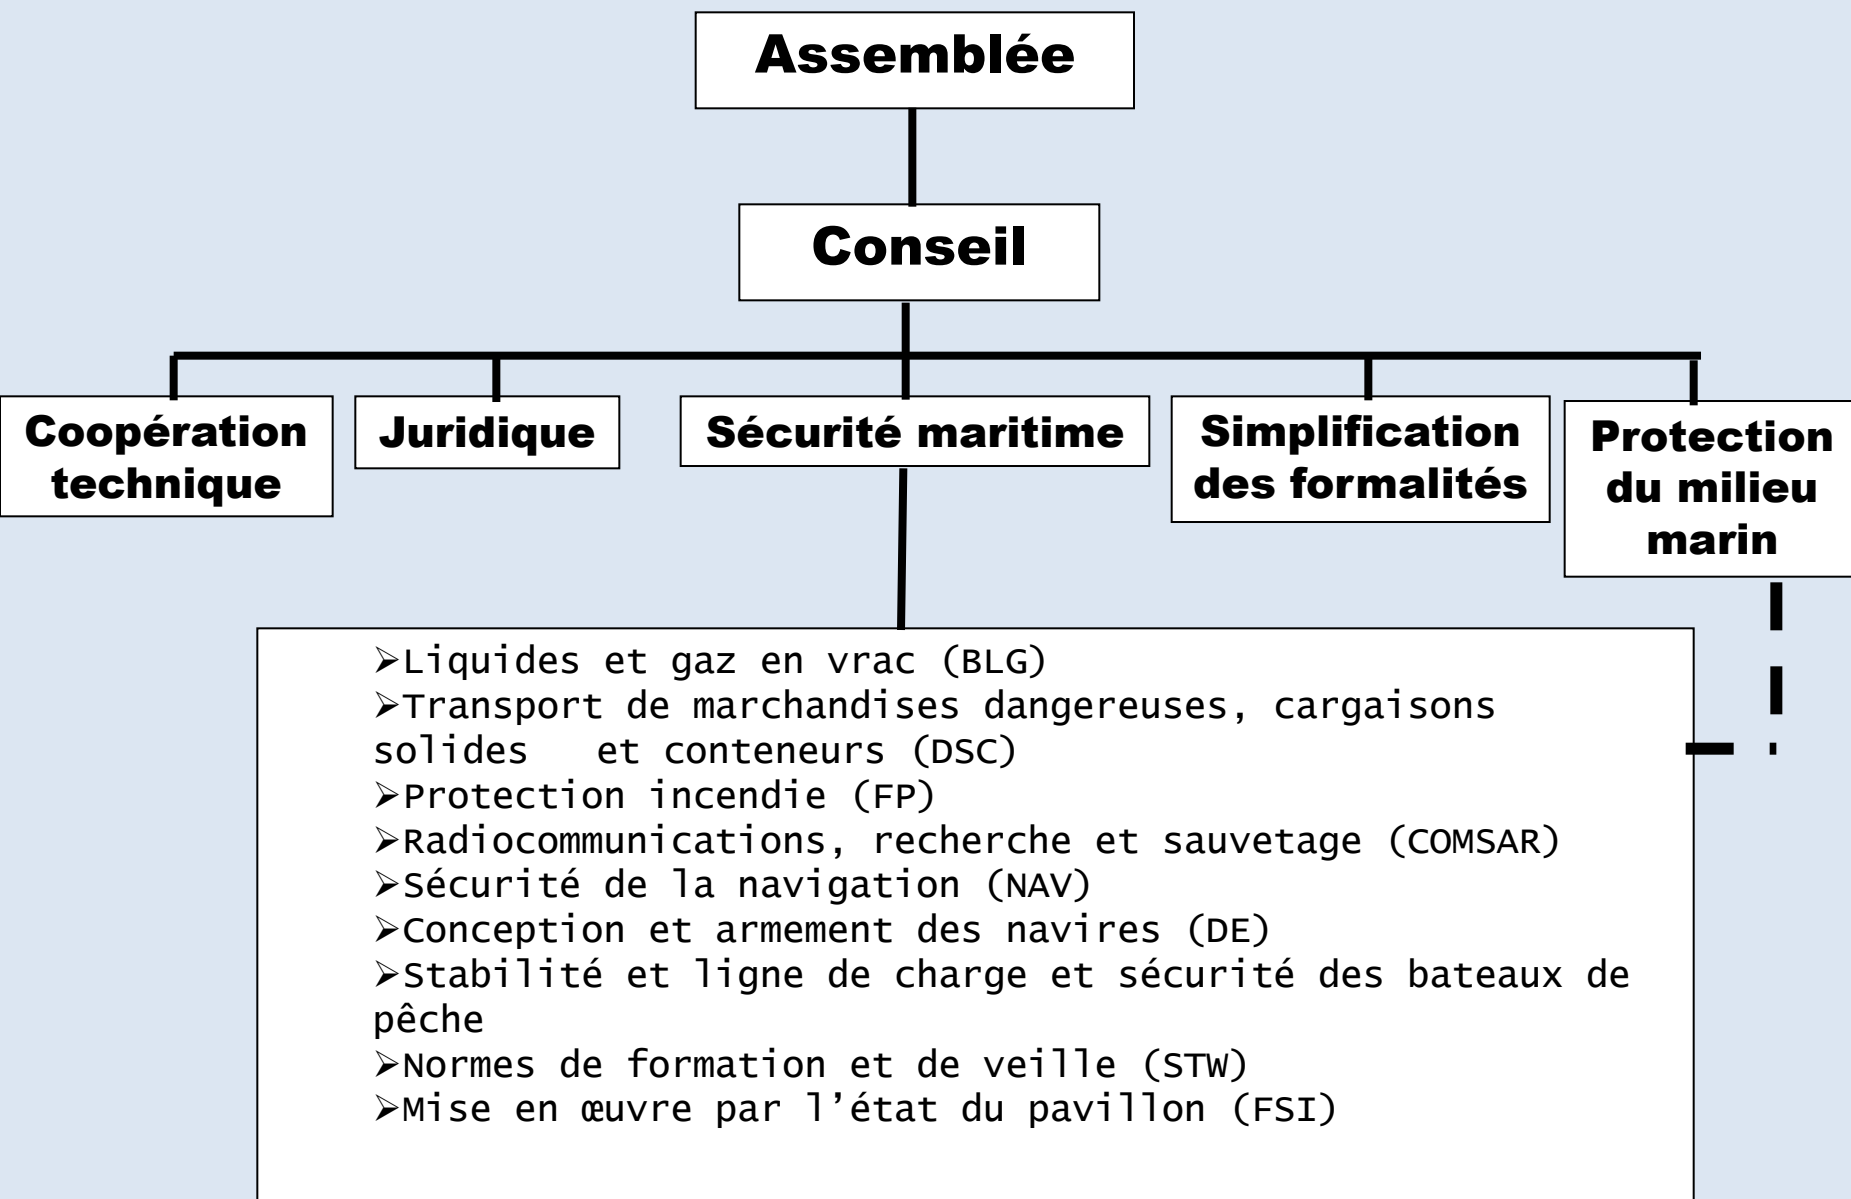 Assemblée
Conseil
Coopération
technique
Juridique
Sécurité maritime
Simplification
des formalités
Protection
du milieu
marin
➢Liquides et gaz en vrac (BLG)
➢Transport de marchandises dangereuses, cargaisons
solides   et conteneurs (DSC)
➢Protection incendie (FP)
➢Radiocommunications, recherche et sauvetage (COMSAR)
➢Sécurité de la navigation (NAV)
➢Conception et armement des navires (DE)
➢Stabilité et ligne de charge et sécurité des bateaux de
pêche
➢Normes de formation et de veille (STW)
➢Mise en œuvre par l’état du pavillon (FSI)